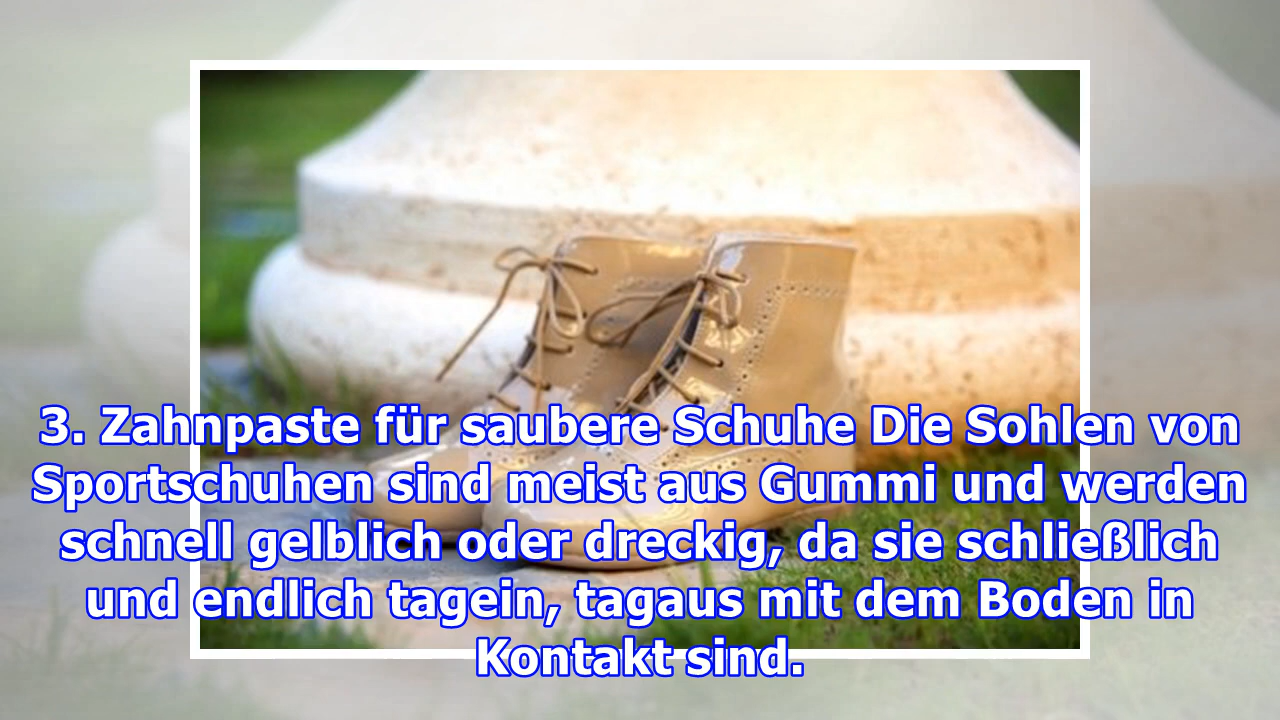 3. Zahnpaste für saubere Schuhe Die Sohlen von
Sportschuhen sind meist aus Gummi und werden
schnell gelblich oder dreckig, da sie schließlich
und endlich tagein, tagaus mit dem Boden in
Kontakt sind.